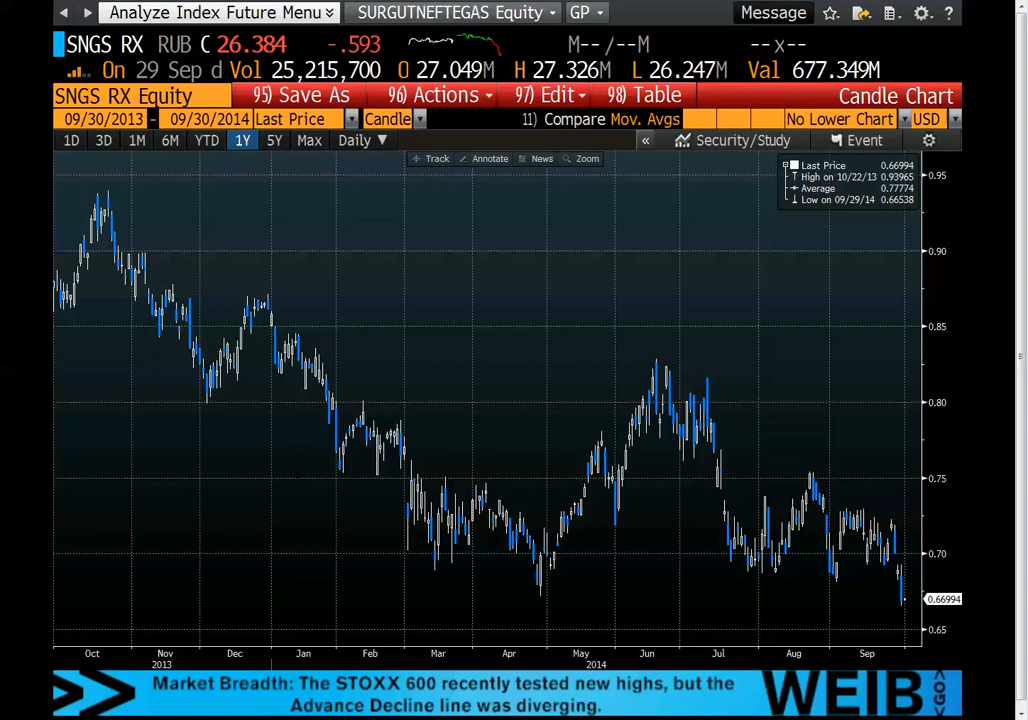 Analyze Index Future Menu SURGUTNEFTEGAS Equity GP Message ?
SNGS RX RUB C 26.384 -.593 M-- / --M -- x --
On 29 Sep d Vol 25,215,700 O 27.049M H 27.326M L 26.247M Val 677.349M
SNGS RX Equity 95) Save As 96) Actions 97) Edit 98) Table Candle Chart
09/30/2013 - 09/30/2014 Last Price Candle 11) Compare Mov. Avgs No Lower Chart USD
1D 3D 1M 6M YTD 1Y 5Y Max Daily ▼ « Security/Study Event
Track Annotate News Zoom
Last Price 0.66994
High on 10/22/13 0.93965
Average 0.77774
Low on 09/29/14 0.66538
0.95
0.90
0.85
0.80
0.75
0.70
0.66994
0.65
Oct Nov Dec Jan Feb Mar Apr May Jun Jul Aug Sep
2013 2014
Market Breadth: The STOXX 600 recently tested new highs, but the
Advance Decline line was diverging.
WEIB <GO>